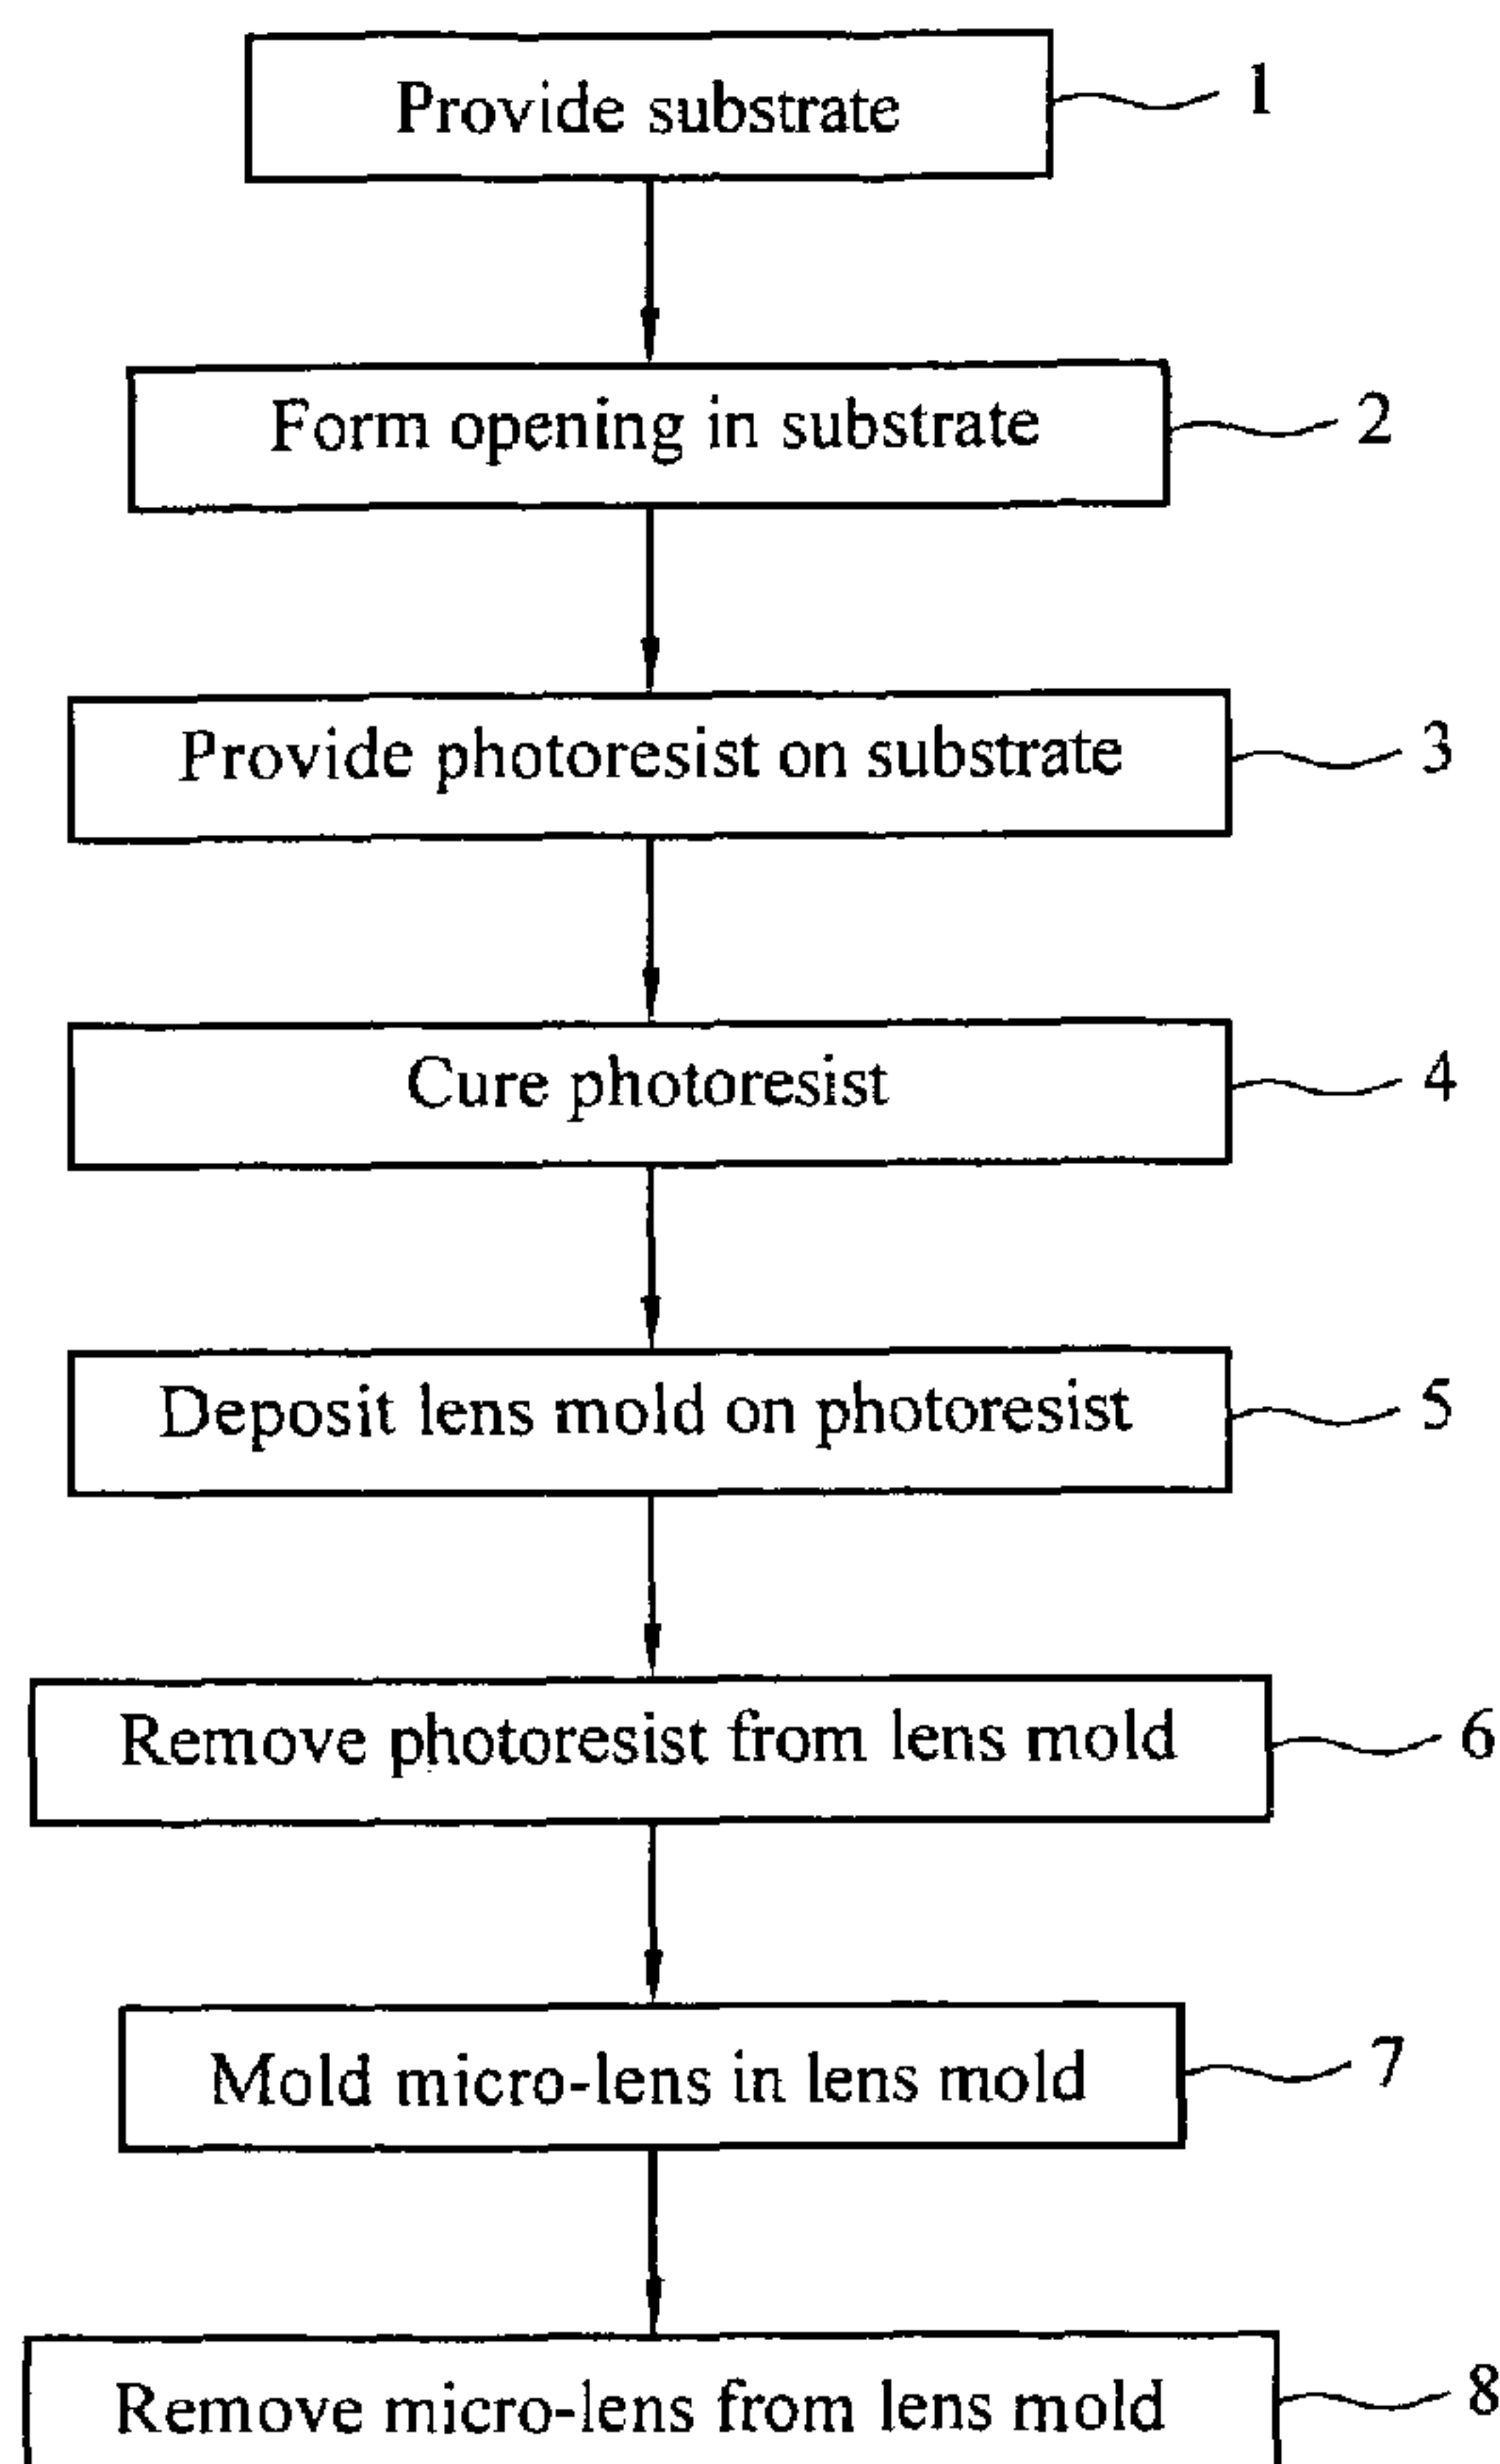 Provide substrate 1
Form opening in substrate 2
Provide photoresist on substrate 3
Cure photoresist 4
Deposit lens mold on photoresist 5
Remove photoresist from lens mold 6
Mold micro-lens in lens mold 7
Remove micro-lens from lens mold 8